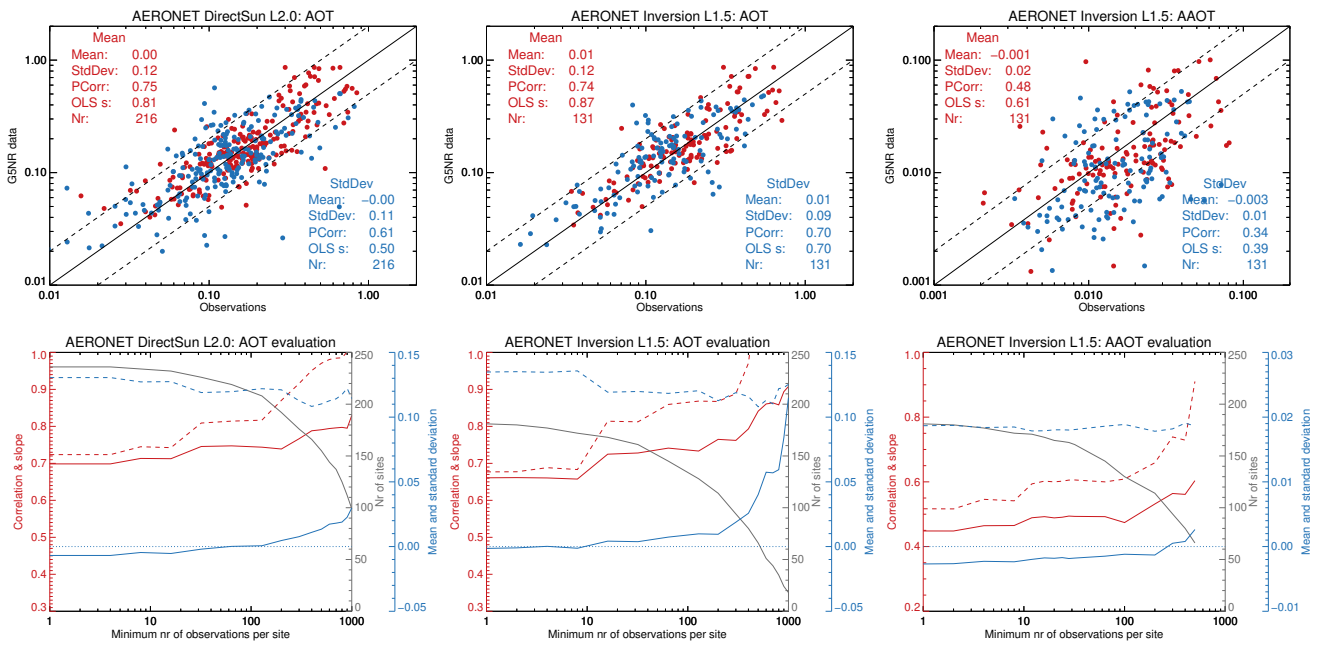 AERONET DirectSun L2.0: AOT
1.00
0.10
0.01
G5NR data
Mean
Mean: 0.00
StdDev: 0.12
PCorr: 0.75
OLS s: 0.81
Nr: 216
StdDev
Mean: −0.00
StdDev: 0.11
PCorr: 0.61
OLS s: 0.50
Nr: 216
0.01 0.10 1.00
Observations
AERONET Inversion L1.5: AOT
1.00
0.10
0.01
G5NR data
Mean
Mean: 0.01
StdDev: 0.12
PCorr: 0.74
OLS s: 0.87
Nr: 131
StdDev
Mean: 0.01
StdDev: 0.09
PCorr: 0.70
OLS s: 0.70
Nr: 131
0.01 0.10 1.00
Observations
AERONET Inversion L1.5: AAOT
0.100
0.010
0.001
G5NR data
Mean
Mean: −0.001
StdDev: 0.02
PCorr: 0.48
OLS s: 0.61
Nr: 131
StdDev
Mean: −0.003
StdDev: 0.01
PCorr: 0.34
OLS s: 0.39
Nr: 131
0.001 0.010 0.100
Observations
AERONET DirectSun L2.0: AOT evaluation
1.0
0.9
0.8
0.7
0.6
0.5
0.4
0.3
Correlation & slope
250
200
150
100
50
0
Nr of sites
0.15
0.10
0.05
0.00
−0.05
Mean and standard deviation
1 10 100 1000
Minimum nr of observations per site
AERONET Inversion L1.5: AOT evaluation
1.0
0.9
0.8
0.7
0.6
0.5
0.4
0.3
Correlation & slope
250
200
150
100
50
0
Nr of sites
0.15
0.10
0.05
0.00
−0.05
Mean and standard deviation
1 10 100 1000
Minimum nr of observations per site
AERONET Inversion L1.5: AAOT evaluation
1.0
0.8
0.6
0.4
0.2
Correlation & slope
250
200
150
100
50
0
Nr of sites
0.03
0.02
0.01
0.00
−0.01
Mean and standard deviation
1 10 100 1000
Minimum nr of observations per site